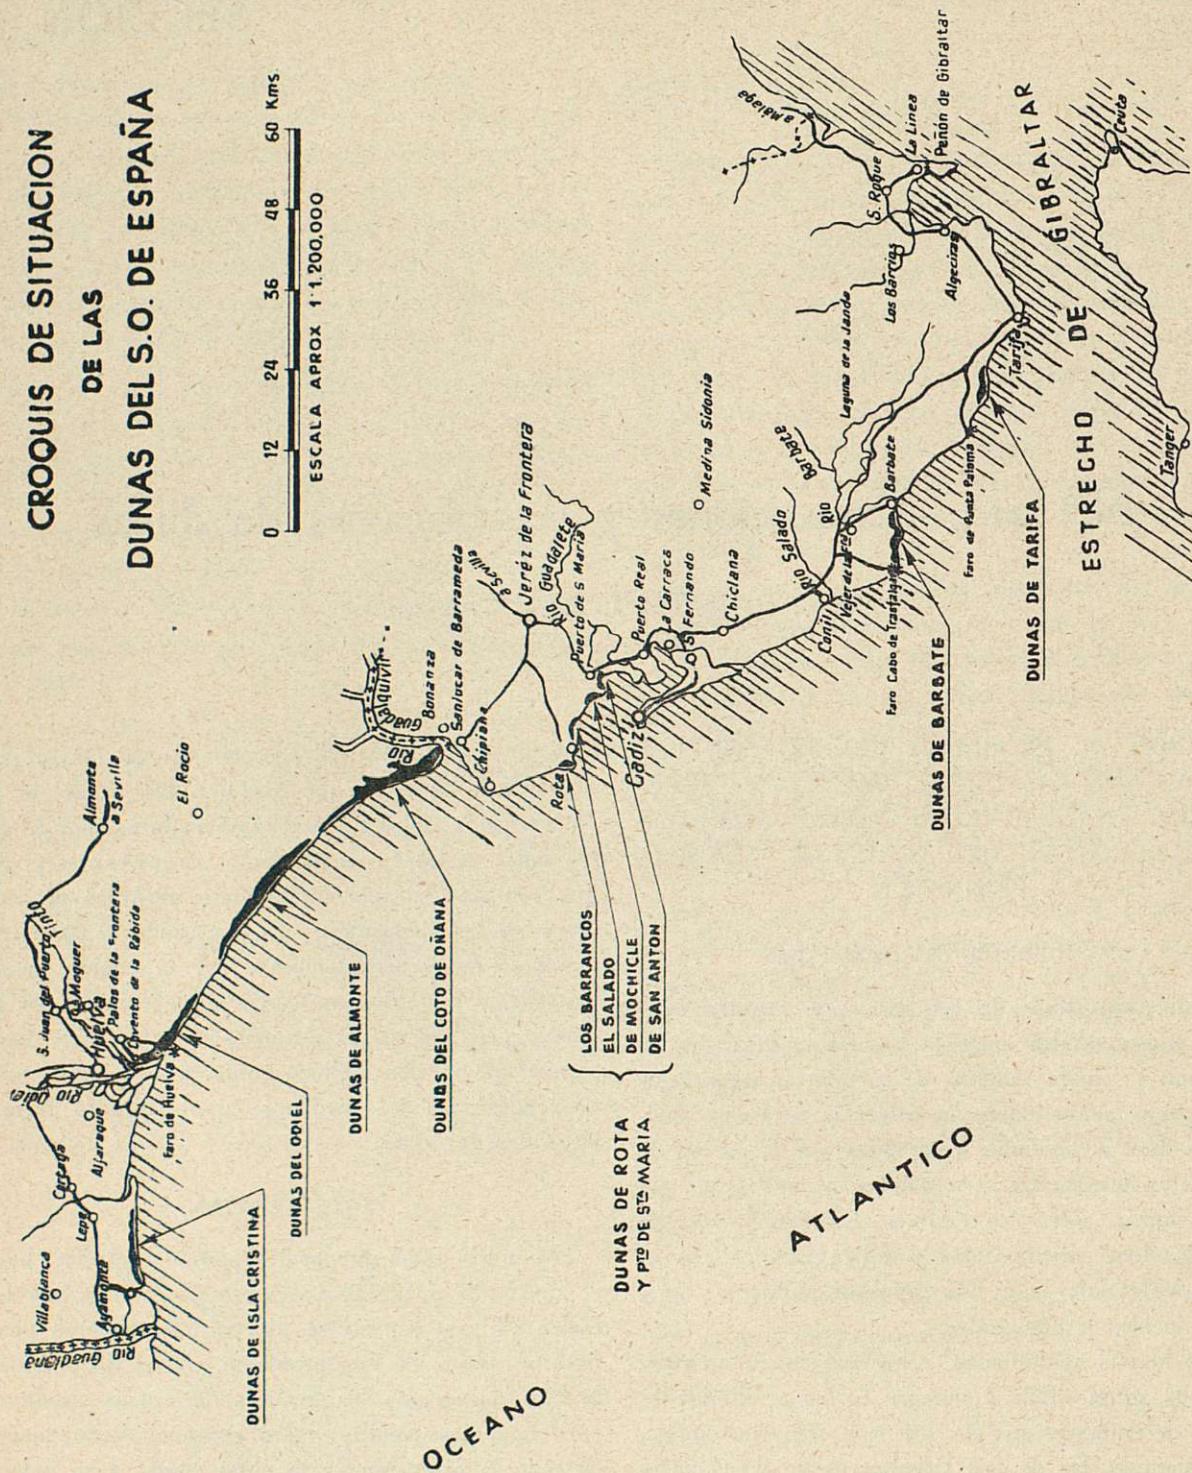 CROQUIS DE SITUACION
DE LAS
DUNAS DEL S.O. DE ESPAÑA
0 12 24 36 48 60 Kms.
ESCALA APROX 1:1.200,000
RIO Guadiana
Villablanca
Ayamonte
Lepe
Cartaya
Aljaraque
RIO Odiel
Huelva
S. Juan del Puerto
Tinto
Moguer
Palos de la Frontera
Convento de la Rábida
Faro de Huelva
Almonte
a Sevilla
El Rocio
DUNAS DE ISLA CRISTINA
DUNAS DEL ODIEL
DUNAS DE ALMONTE
DUNAS DEL COTO DE OÑANA
RIO
Guadalquivir
Bonanza
Sanlucar de Barrameda
Chipiona
a Sevilla
Jeréz de la Frontera
Rio Guadalete
Puerto de S Maria
Rota
Puerto Real
La Carraca
S. Fernando
Cádiz
Chiclana
Medina Sidonia
DUNAS DE ROTA
Y PTO DE STA MARIA
LOS BARRANCOS
EL SALADO
DE MOCHICLE
DE SAN ANTON
Conil
Rio Salado
Rio
Barbate
Vejer de la Fra
Faro Cabo de Trafalgar
Barbate
Laguna de la Janda
Faro de Punta Paloma
DUNAS DE BARBATE
DUNAS DE TARIFA
Tarifa
Los Barrios
Algeciras
S. Roque
La Linea
Peñón de Gibraltar
a Málaga
ESTRECHO DE GIBRALTAR
Tanger
Ceuta
OCEANO ATLANTICO